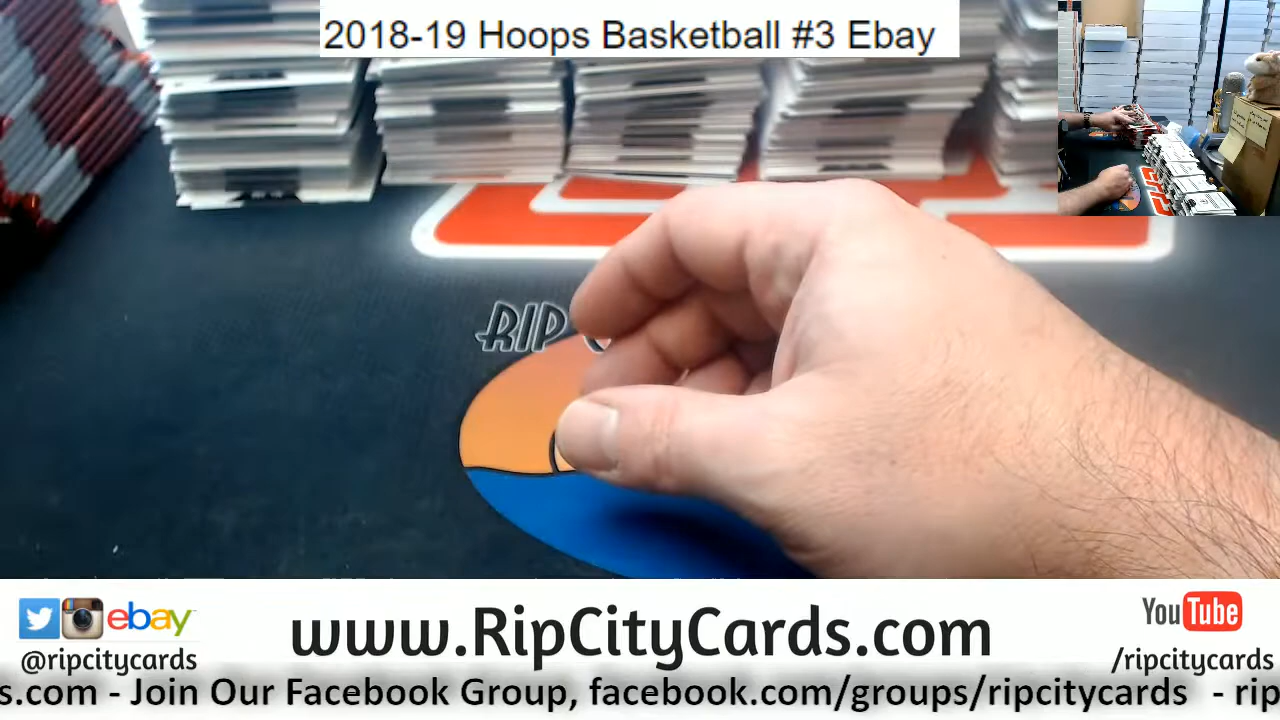 2018-19 Hoops Basketball #3 Ebay
RIP
ebay
@ripcitycards
www.RipCityCards.com
YouTube
/ripcitycards
s.com - Join Our Facebook Group, facebook.com/groups/ripcitycards - rip